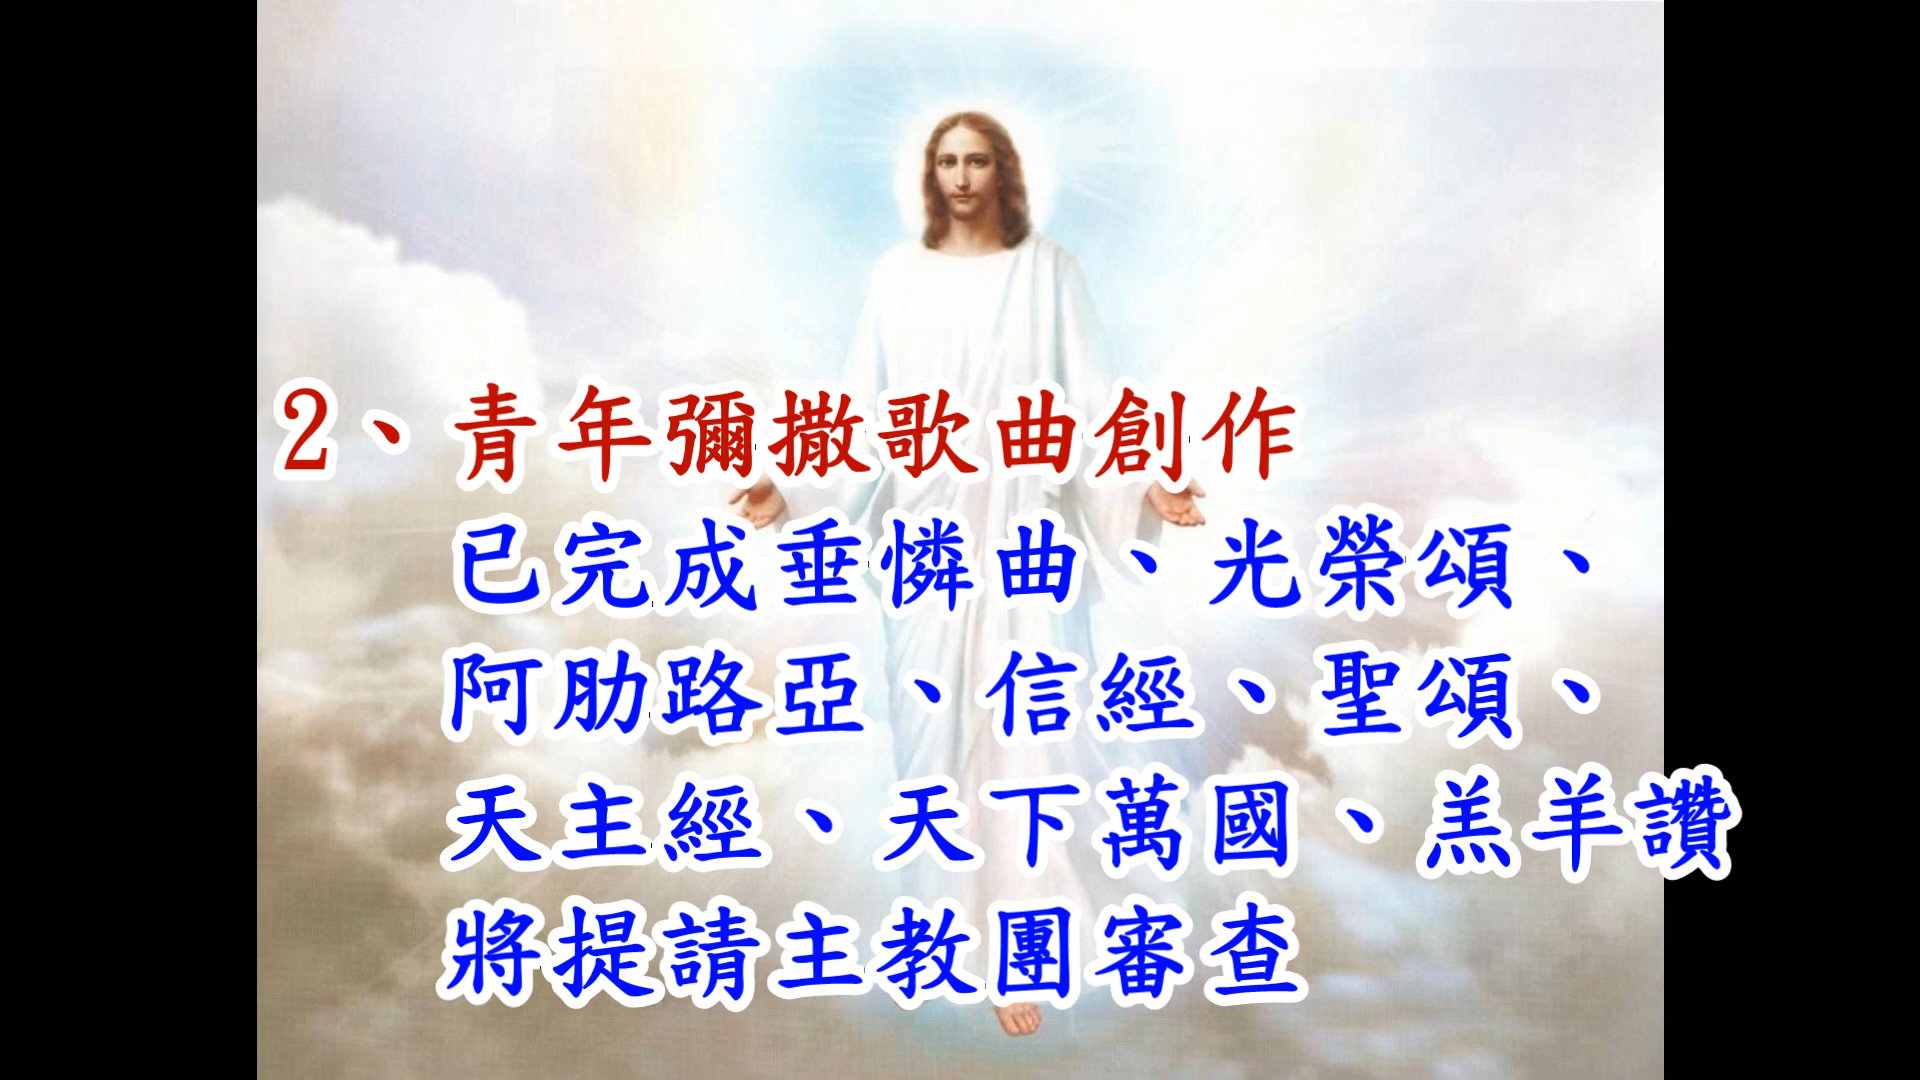 2、青年彌撒歌曲創作
已完成垂憐曲、光榮頌、
阿肋路亞、信經、聖頌、
天主經、天下萬國、羔羊讚
將提請主教團審查